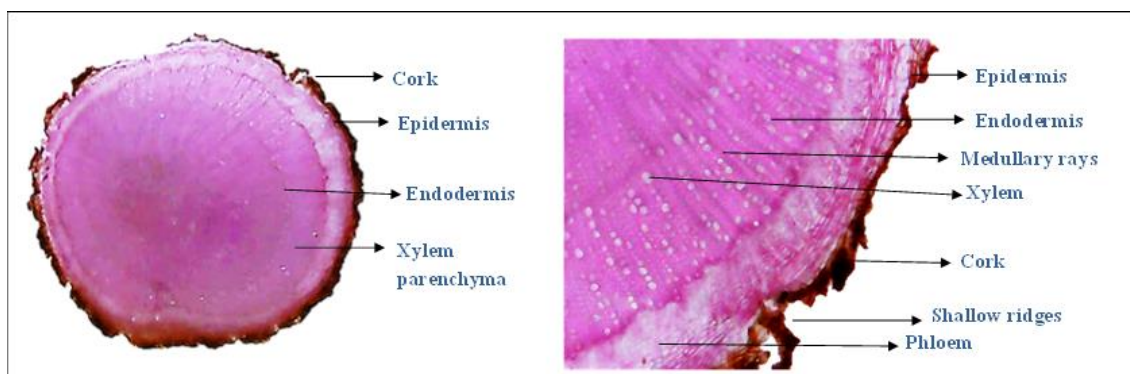 Cork
Epidermis
Endodermis
Xylem
parenchyma
Epidermis
Endodermis
Medullary rays
Xylem
Cork
Shallow ridges
Phloem